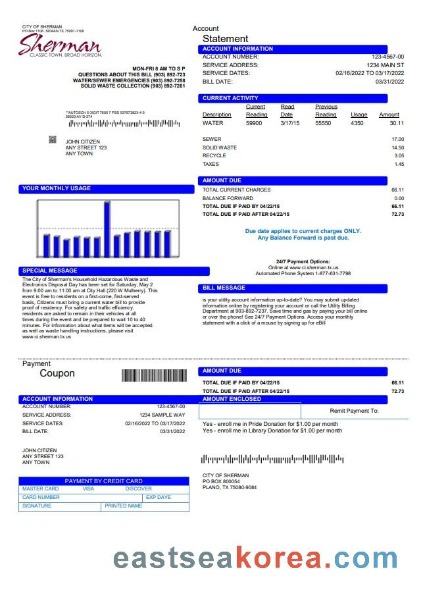 CITY OF SHERMAN
Sherman
CLASSIC TOWN. BROAD HORIZON.
MON-FRI 8 AM TO 5 P
QUESTIONS ABOUT THIS BILL (903) 892-723
WATER/SEWER EMERGENCIES (903) 892-7258
SOLID WASTE COLLECTION (903) 892-7201
JOHN CITIZEN
ANY STREET 123
ANY TOWN
Account
Statement
ACCOUNT INFORMATION
ACCOUNT NUMBER: 123-4567-00
SERVICE ADDRESS: 1234 MAIN ST
SERVICE DATES: 02/16/2022 TO 03/17/2022
BILL DATE: 03/31/2022
CURRENT ACTIVITY
Current Read Previous
Description Reading Date Reading Usage Amount
WATER 59900 3/17/15 55550 4350 30.11
SEWER 17.00
SOLID WASTE 14.50
RECYCLE 3.05
TAXES 1.45
AMOUNT DUE
TOTAL CURRENT CHARGES 66.11
BALANCE FORWARD 0.00
TOTAL DUE IF PAID BY 04/22/15 66.11
TOTAL DUE IF PAID AFTER 04/22/15 72.73
Due date applies to current charges ONLY.
Any Balance Forward is past due.
24/7 Payment Options:
Online at www.ci.sherman.tx.us
Automated Phone System 1-877-631-7798
YOUR MONTHLY USAGE
SPECIAL MESSAGE
The City of Sherman's Household Hazardous Waste and
Electronics Disposal Day has been set for Saturday, May 2
from 9:00 am to 11:00 am at City Hall (220 W Mulberry). This
event is free to residents on a first-come, first-served
basis. Citizens must bring a current water bill to provide
proof of residency. For safety and traffic efficiency,
residents are asked to remain in their vehicles at all
times during the event and be prepared to wait 10 to 40
minutes. For information about what items will be accepted
as well as waste handling instructions, please visit
www.ci.sherman.tx.us
BILL MESSAGE
is your utility account information up-to-date? You may submit updated
information online by registering your account or call the Utility Billing
Department at 903-892-7237. Save time and gas by paying your bill online
or over the phone! See 24/7 Payment Options. Access your monthly
statement with a click of a mouse by signing up for eBill
Payment
Coupon
ACCOUNT INFORMATION
ACCOUNT NUMBER: 123-4567-00
SERVICE ADDRESS: 1234 SAMPLE WAY
SERVICE DATES: 02/16/2022 TO 03/17/2022
BILL DATE: 03/31/2022
JOHN CITIZEN
ANY STREET 123
ANY TOWN
PAYMENT BY CREDIT CARD
MASTER CARD VISA DISCOVER
CARD NUMBER EXP DAYE
SIGNATURE PRINTED NAME
AMOUNT DUE
TOTAL DUE IF PAID BY 04/22/15 66.11
TOTAL DUE IF PAID AFTER 04/22/15 72.73
AMOUNT ENCLOSED
Remit Payment To:
Yes - enroll me in Pride Donation for $1.00 per month
Yes - enroll me in Library Donation for $1.00 per month
CITY OF SHERMAN
PO BOX 800054
PLANO, TX 75080-9084
eastseakorea.com